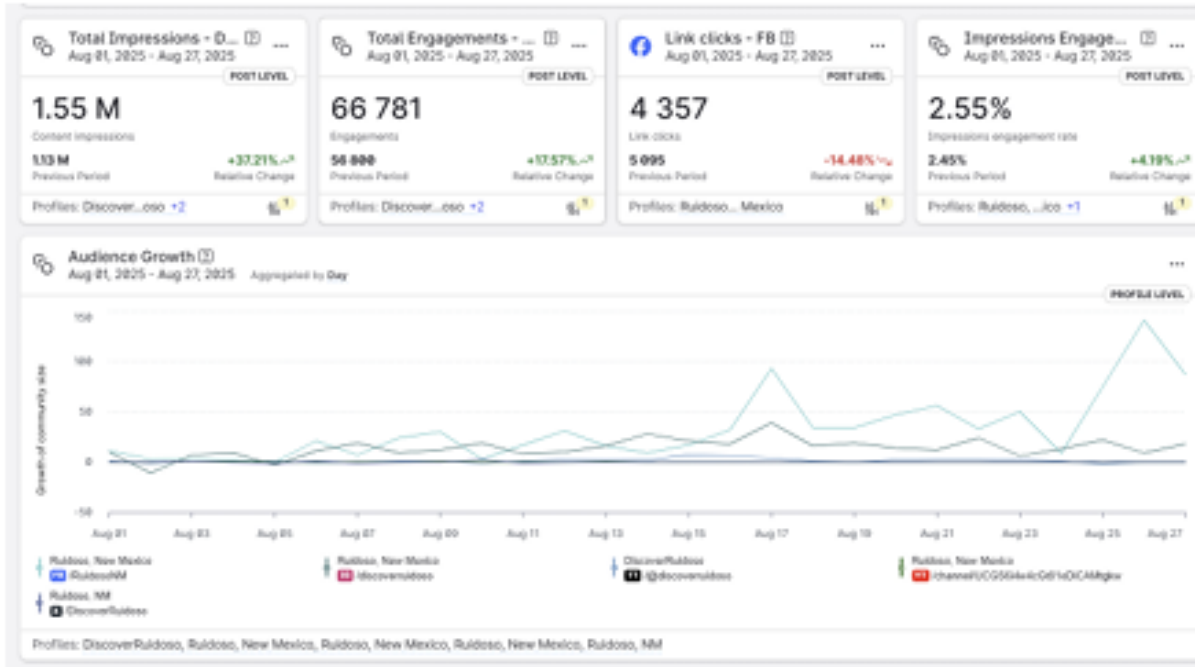 Total Impressions - D...
Aug 01, 2025 - Aug 27, 2025
POST LEVEL
1.55 M
Content impressions
1.13 M
+37.21%
Previous Period
Relative Change
Profiles: Discover...oso +2
1
Total Engagements - ...
Aug 01, 2025 - Aug 27, 2025
POST LEVEL
66 781
Engagements
56 800
+17.57%
Previous Period
Relative Change
Profiles: Discover...oso +2
1
Link clicks - FB
Aug 01, 2025 - Aug 27, 2025
POST LEVEL
4 357
Link clicks
5 095
-14.48%
Previous Period
Relative Change
Profiles: Ruidoso... Mexico
1
Impressions Engage...
Aug 01, 2025 - Aug 27, 2025
POST LEVEL
2.55%
Impressions engagement rate
2.45%
+4.19%
Previous Period
Relative Change
Profiles: Ruidoso, ...ico +1
1
Audience Growth
Aug 01, 2025 - Aug 27, 2025 Aggregated by Day
PROFILE LEVEL
Growth of community size
150
100
50
0
-50
Aug 01 Aug 03 Aug 05 Aug 07 Aug 09 Aug 11 Aug 13 Aug 15 Aug 17 Aug 19 Aug 21 Aug 23 Aug 25 Aug 27
Ruidoso, New Mexico
/RuidosoNM
Ruidoso, New Mexico
/discoverruidoso
DiscoverRuidoso
/@discoverruidoso
Ruidoso, New Mexico
Ruidoso, NM
/DiscoverRuidoso
Profiles: DiscoverRuidoso, Ruidoso, New Mexico, Ruidoso, New Mexico, Ruidoso, New Mexico, Ruidoso, NM